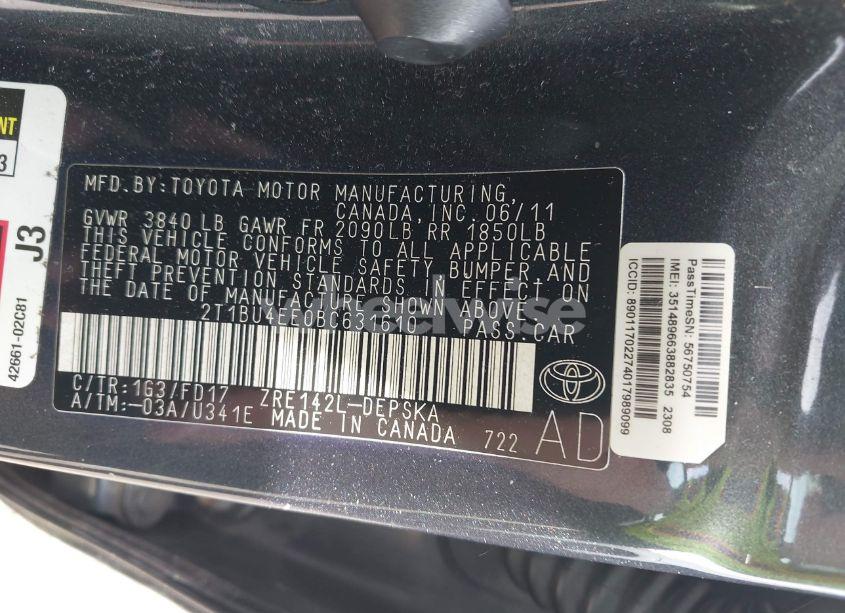 NT
3
J3
42661-02C81
MFD.BY:TOYOTA MOTOR MANUFACTURING,
CANADA, INC. 06/11
GVWR 3840 LB GAWR FR 2090LB RR 1850LB
THIS VEHICLE CONFORMS TO ALL APPLICABLE
FEDERAL MOTOR VEHICLE SAFETY BUMPER AND
THEFT PREVENTION STANDARDS IN EFFECT ON
THE DATE OF MANUFACTURE SHOWN ABOVE.
2T1BU4EE0BC631610 PASS.CAR
C/TR:1G3/FD17 ZRE142L-DEPSKA
A/TM:-03A/U341E MADE IN CANADA 722
AD
PassTimeSN: 56750754
IMEI: 351489663882835 2308
ICCID: 89011702274017989099